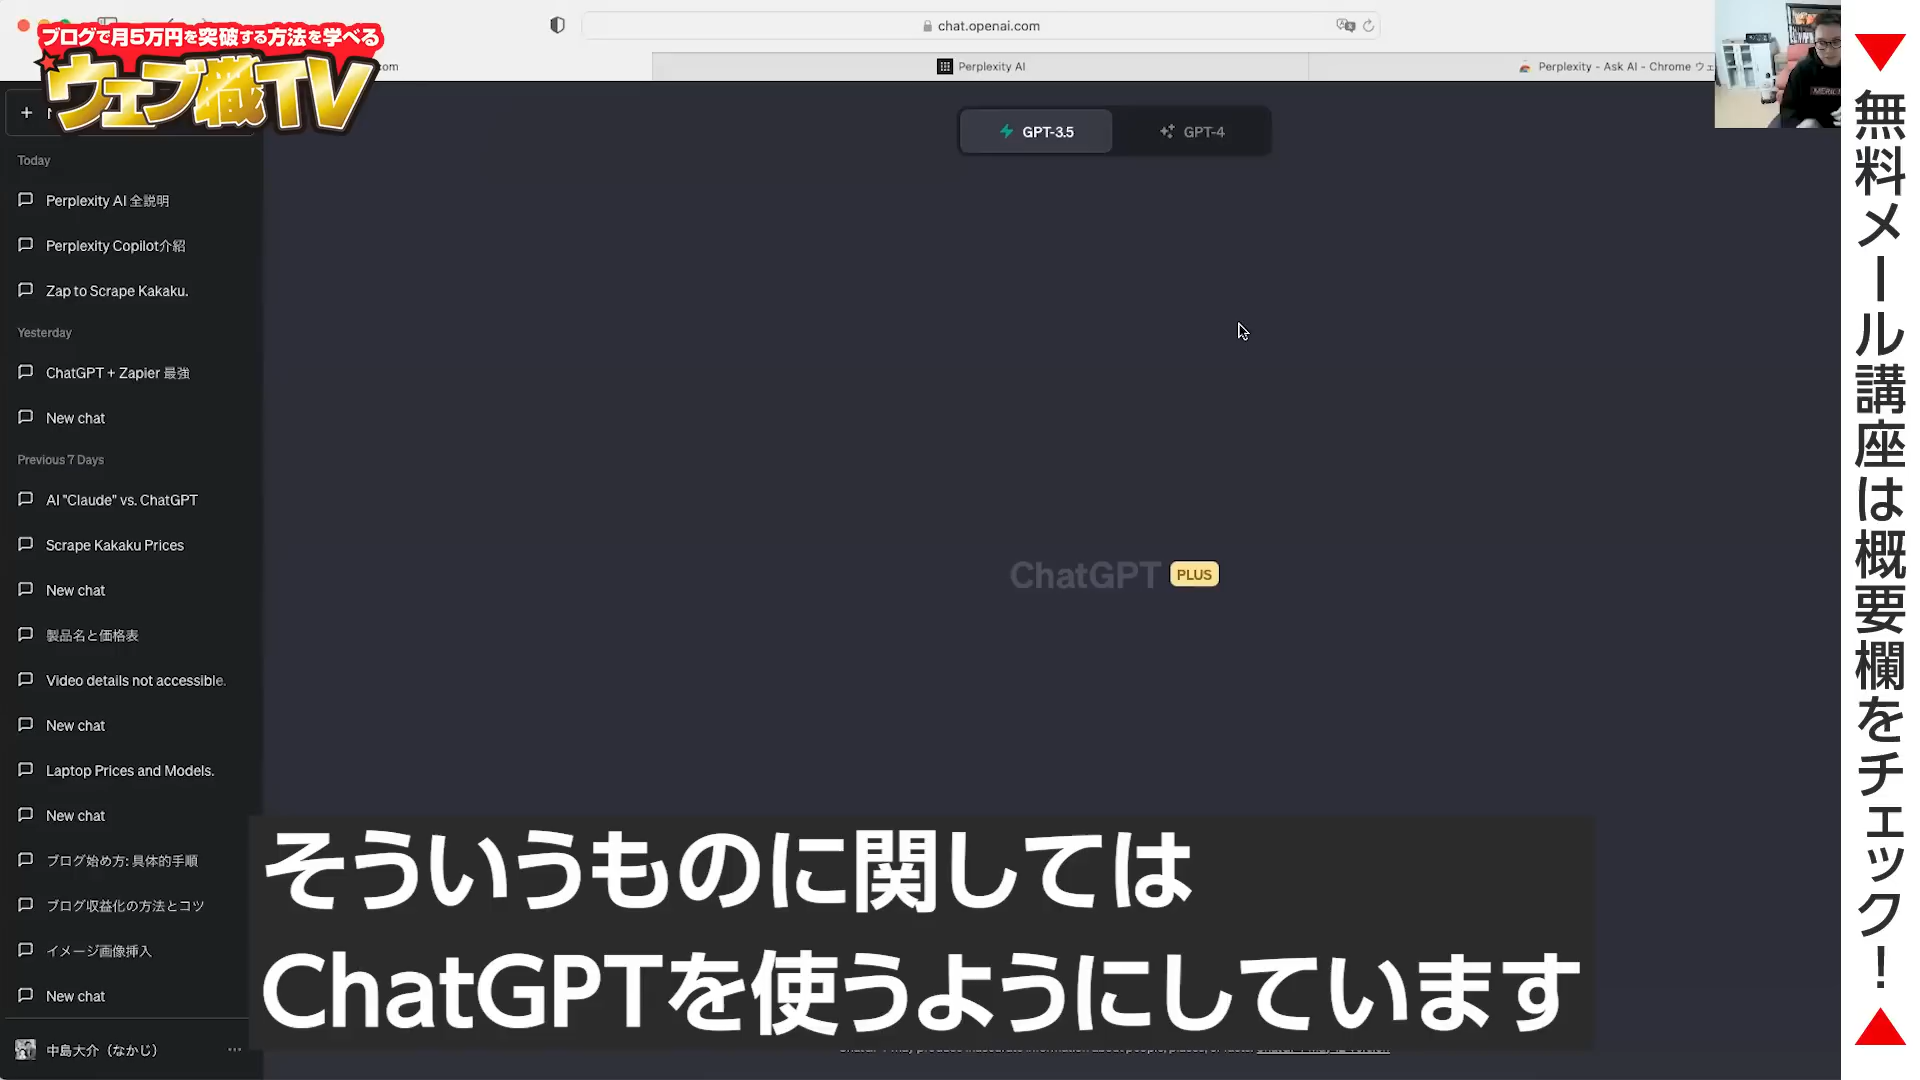 chat.openai.com
ブログで月5万円を突破する方法を学べる
ウェブ職TV
com
Perplexity AI
Perplexity - Ask AI - Chrome ウェ
GPT-3.5
GPT-4
Today
Perplexity AI 全説明
Perplexity Copilot介紹
Zap to Scrape Kakaku.
Yesterday
ChatGPT + Zapier 最強
New chat
Previous 7 Days
AI "Claude" vs. ChatGPT
Scrape Kakaku Prices
New chat
製品名と価格表
Video details not accessible.
New chat
Laptop Prices and Models.
New chat
ブログ始め方: 具体的手順
ブログ収益化の方法とコツ
イメージ画像挿入
New chat
中島大介（なかじ）
ChatGPT PLUS
そういうものに関しては
ChatGPTを使うようにしています
無料メール講座は概要欄をチェック！